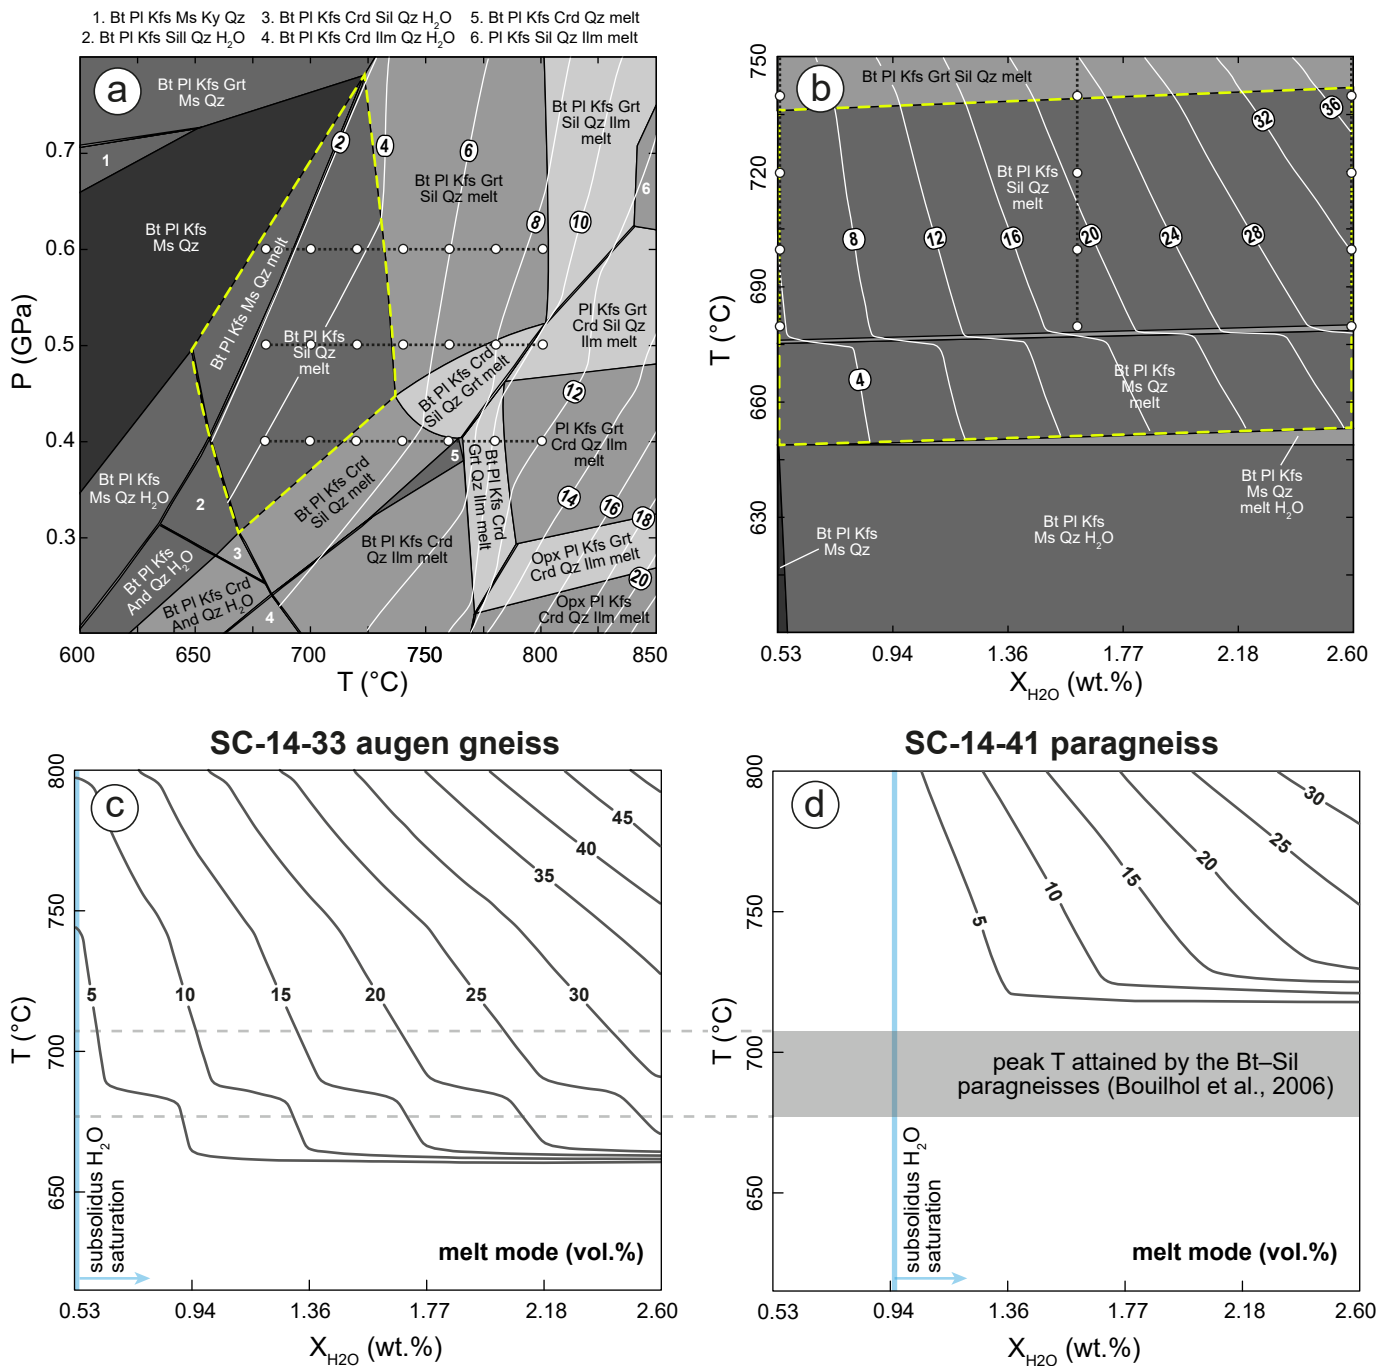 1. Bt Pl Kfs Ms Ky Qz 3. Bt Pl Kfs Crd Sil Qz H₂O 5. Bt Pl Kfs Crd Qz melt
2. Bt Pl Kfs Sill Qz H₂O 4. Bt Pl Kfs Crd Ilm Qz H₂O 6. Pl Kfs Sil Qz Ilm melt
a
Bt Pl Kfs Grt
Ms Qz
1
Bt Pl Kfs
Ms Qz
Bt Pl Kfs Ms Qz melt
2
4
6
8
10
Bt Pl Kfs Grt
Sil Qz melt
Bt Pl Kfs Grt
Sil Qz Ilm
melt
6
Bt Pl Kfs
Sil Qz
melt
Pl Kfs Grt
Crd Sil Qz
Ilm melt
Bt Pl Kfs Crd
Sil Qz Grt melt
12
Pl Kfs Grt
Crd Qz Ilm
melt
5
Bt Pl Kfs Crd
Grt Qz Ilm melt
Bt Pl Kfs Crd
Sil Qz melt
Bt Pl Kfs
Ms Qz H₂O
2
14
16
18
Bt Pl Kfs Crd
Qz Ilm melt
3
Bt Pl Kfs
And Qz H₂O
Bt Pl Kfs Crd
And Qz H₂O
4
Opx Pl Kfs Grt
Crd Qz Ilm melt
20
Opx Pl Kfs
Crd Qz Ilm melt
0.7
0.6
0.5
0.4
0.3
P (GPa)
600
650
700
750
800
850
T (°C)
b
Bt Pl Kfs Grt Sil Qz melt
32
36
Bt Pl Kfs
Sil Qz
melt
8
12
16
20
24
28
4
Bt Pl Kfs
Ms Qz
melt
Bt Pl Kfs
Ms Qz
melt H₂O
Bt Pl Kfs
Ms Qz
Bt Pl Kfs
Ms Qz H₂O
750
720
690
660
630
T (°C)
0.53
0.94
1.36
1.77
2.18
2.60
X_H2O (wt.%)
SC-14-33 augen gneiss
c
45
40
35
5
10
15
20
25
30
subsolidus H₂O
saturation
melt mode (vol.%)
800
750
700
650
T (°C)
0.53
0.94
1.36
1.77
2.18
2.60
X_H2O (wt.%)
SC-14-41 paragneiss
d
30
25
20
15
10
5
peak T attained by the Bt–Sil
paragneisses (Bouilhol et al., 2006)
subsolidus H₂O
saturation
melt mode (vol.%)
800
750
700
650
T (°C)
0.53
0.94
1.36
1.77
2.18
2.60
X_H2O (wt.%)